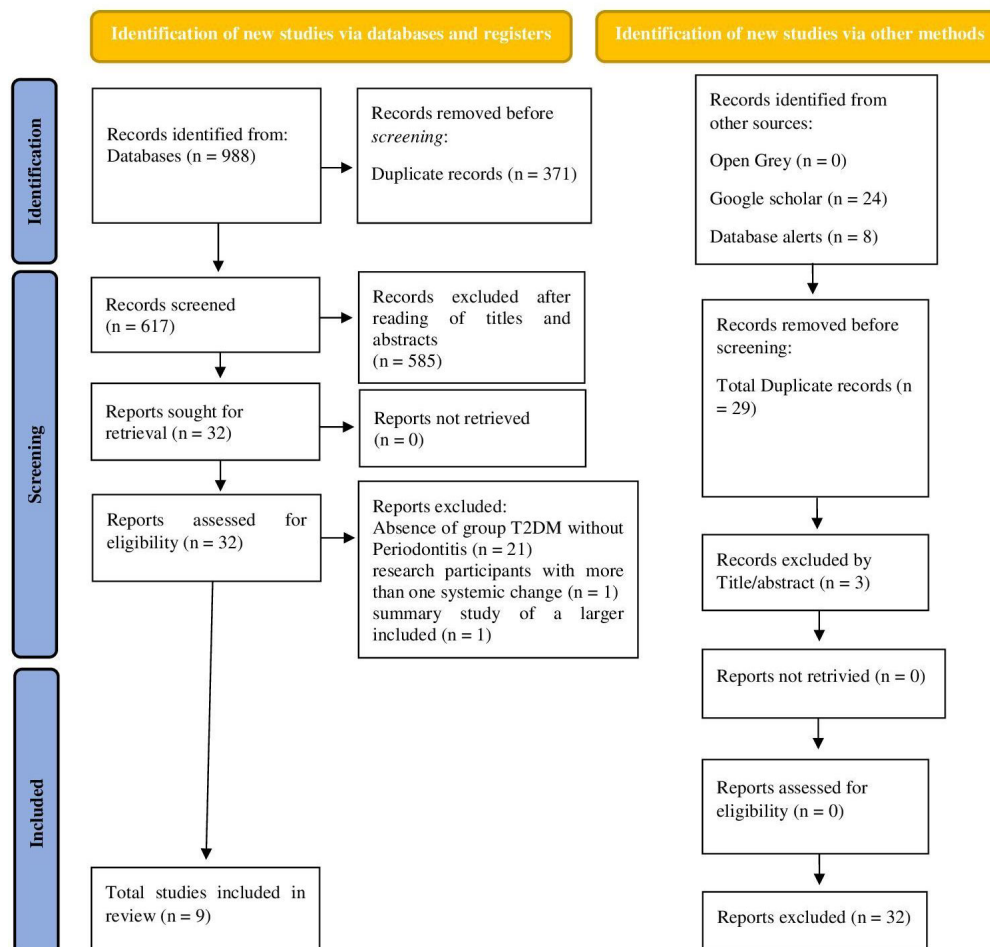 Identification of new studies via databases and registers
Identification of new studies via other methods
Identification
Records identified from:
Databases (n = 988)
Records removed before
screening:
Duplicate records (n = 371)
Records identified from
other sources:
Open Grey (n = 0)
Google scholar (n = 24)
Database alerts (n = 8)
Screening
Records screened
(n = 617)
Records excluded after
reading of titles and
abstracts
(n = 585)
Records removed before
screening:
Total Duplicate records (n
= 29)
Reports sought for
retrieval (n = 32)
Reports not retrieved
(n = 0)
Reports assessed for
eligibility (n = 32)
Reports excluded:
Absence of group T2DM without
Periodontitis (n = 21)
research participants with more
than one systemic change (n = 1)
summary study of a larger
included (n = 1)
Records excluded by
Title/abstract (n = 3)
Reports not retrivied (n = 0)
Included
Reports assessed for
eligibility (n = 0)
Total studies included in
review (n = 9)
Reports excluded (n = 32)